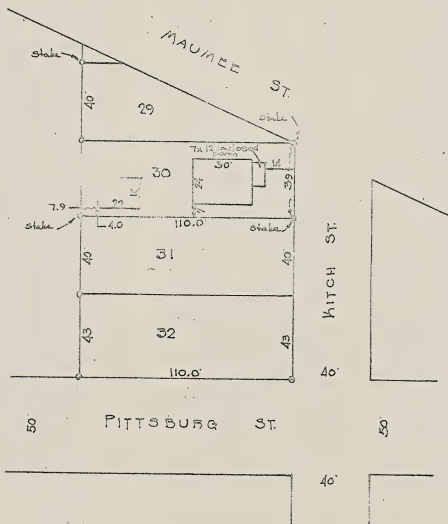 MAUMEE ST.
Stake
Stake
40'
29
7x12 inclosed porch
30'
14
30
24
39
7.9
22
7
Stake
4.0
110.0'
Stake
40'
31
40'
KITCH ST.
43
32
43
110.0'
40'
50'
PITTSBURG ST.
50'
40'